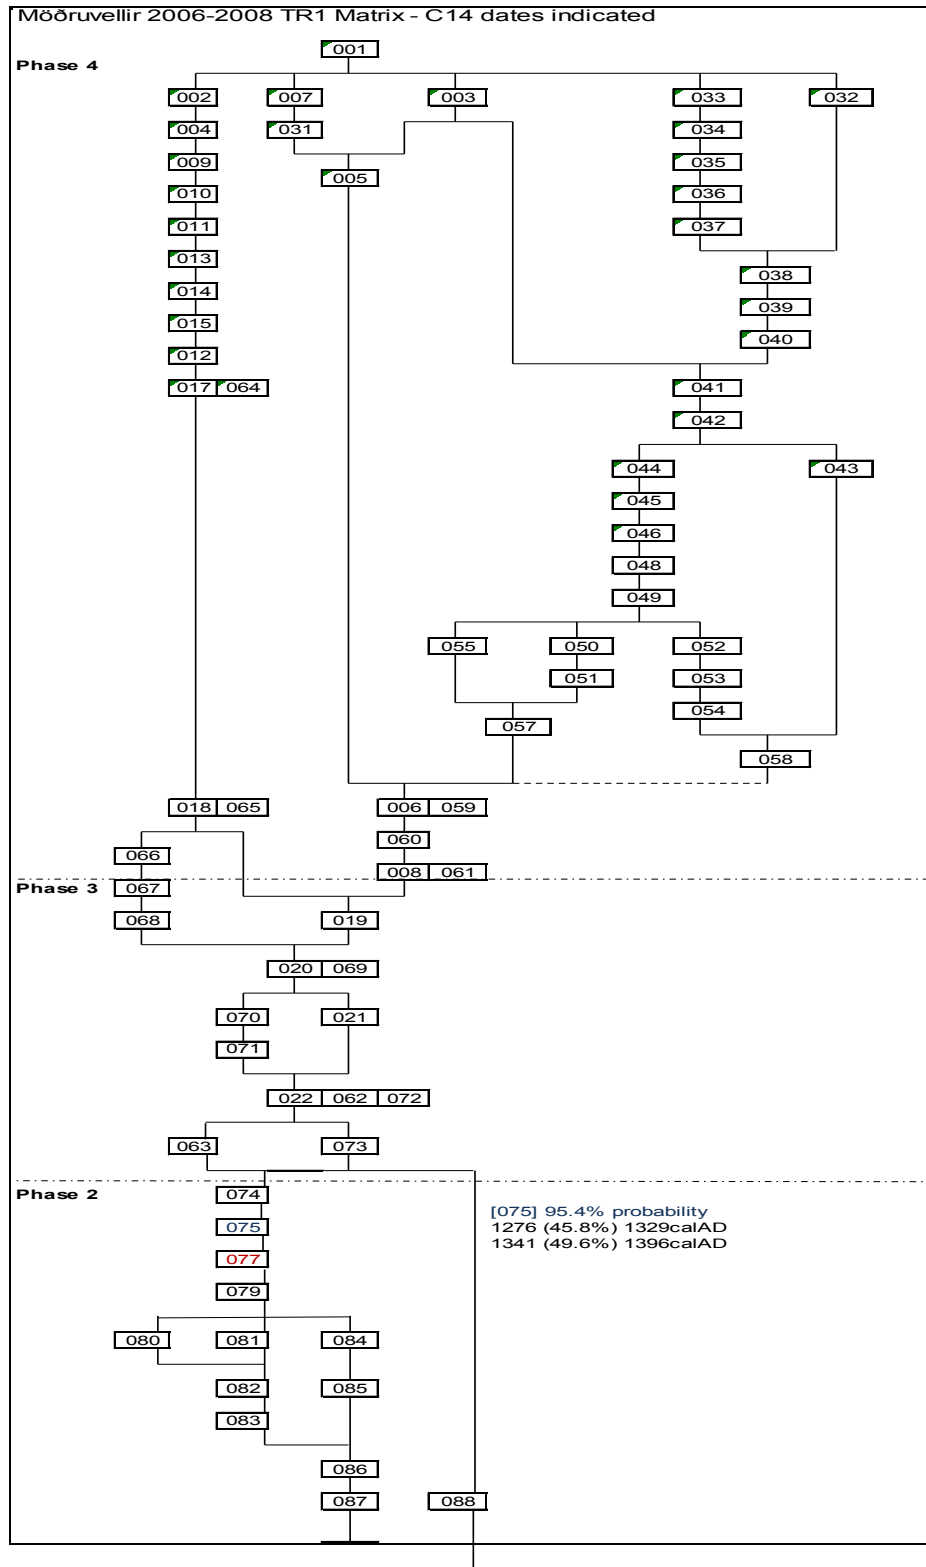 Möðruvellir 2006-2008 TR1 Matrix - C14 dates indicated
001
Phase 4
002 007 003 033 032
004 031 034
009 035
005
010 036
011 037
013
038
014
039
015
040
012
017 064 041
042
044 043
045
046
048
049
055 050 052
051 053
054
057
058
018 065 006 059
060
066
008 061
Phase 3 067
068 019
020 069
070 021
071
022 062 072
063 073
Phase 2 074
[075] 95.4% probability
075 1276 (45.8%) 1329calAD
1341 (49.6%) 1396calAD
077
079
080 081 084
082 085
083
086
087 088